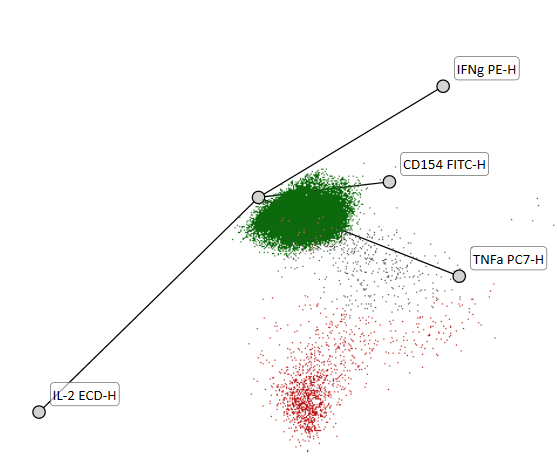 IFNg PE-H
CD154 FITC-H
TNFa PC7-H
IL-2 ECD-H